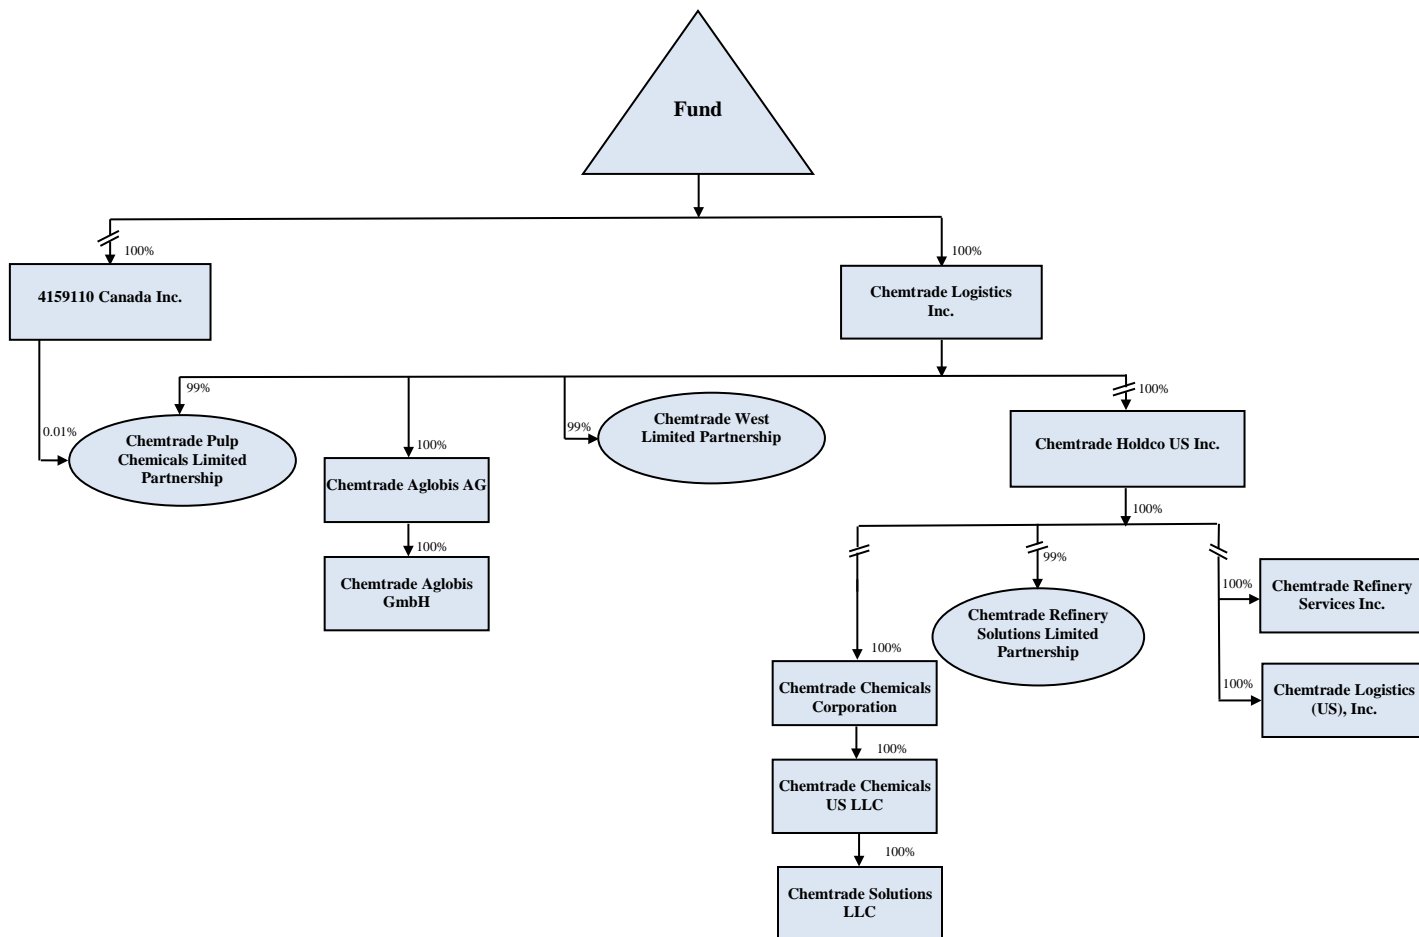 Fund
100%
100%
4159110 Canada Inc.
Chemtrade Logistics
Inc.
99%
100%
0.01%
Chemtrade Pulp
Chemicals Limited
Partnership
100%
Chemtrade Aglobis AG
100%
Chemtrade Aglobis
GmbH
99%
Chemtrade West
Limited Partnership
Chemtrade Holdco US Inc.
100%
99%
Chemtrade Refinery
Solutions Limited
Partnership
100%
Chemtrade Refinery
Services Inc.
100%
Chemtrade Logistics
(US), Inc.
100%
Chemtrade Chemicals
Corporation
100%
Chemtrade Chemicals
US LLC
100%
Chemtrade Solutions
LLC